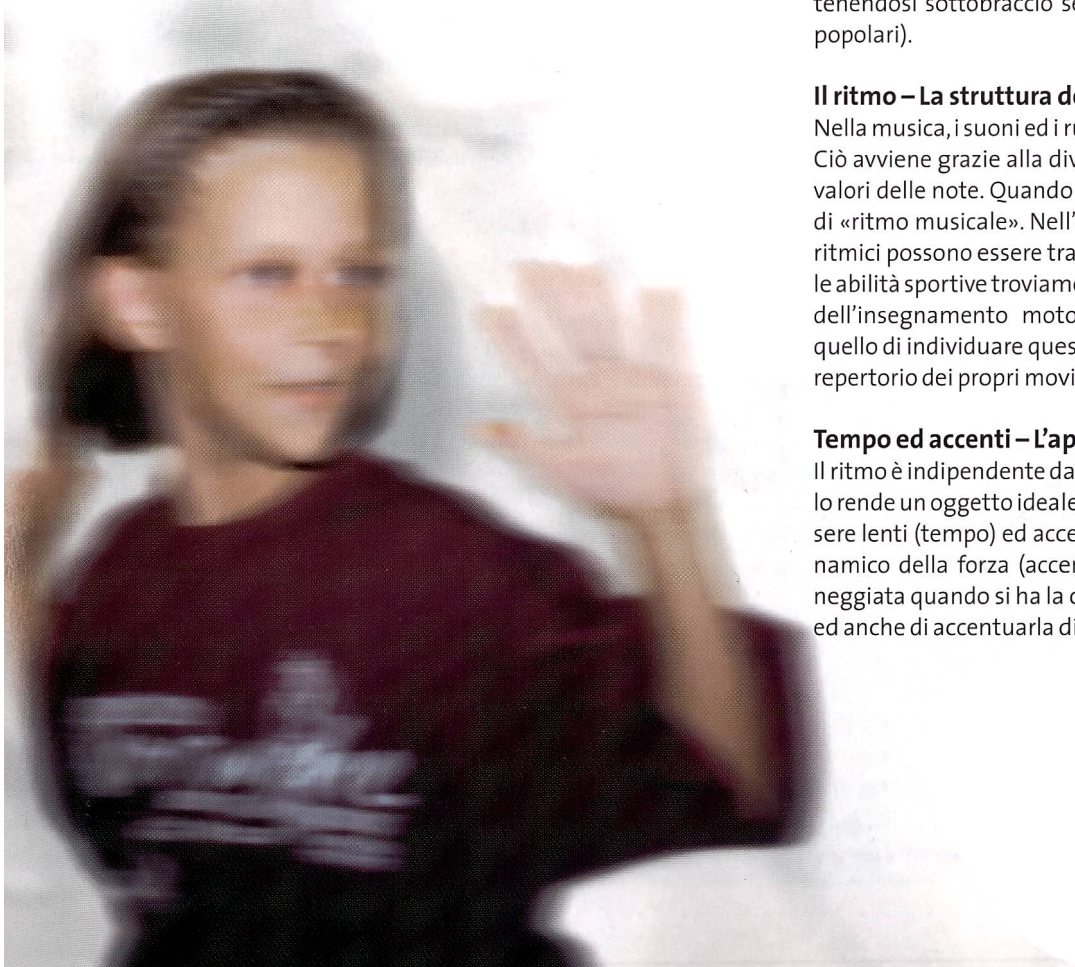 tenendosi sottobraccio se
popolari).
Il ritmo – La struttura de
Nella musica, i suoni ed i ru
Ciò avviene grazie alla div
valori delle note. Quando
di «ritmo musicale». Nell’
ritmici possono essere tra
le abilità sportive troviamo
dell’insegnamento moto
quello di individuare ques
repertorio dei propri movi
Tempo ed accenti – L’ap
Il ritmo è indipendente da
lo rende un oggetto ideale
sere lenti (tempo) ed acce
namico della forza (accen
neggiata quando si ha la c
ed anche di accentuarla di